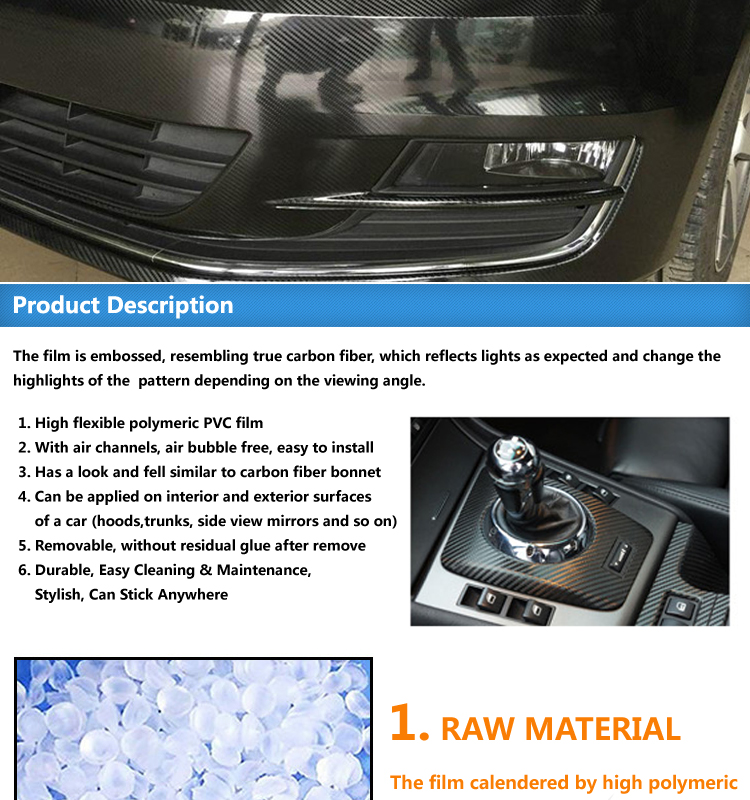 Product Description
The film is embossed, resembling true carbon fiber, which reflects lights as expected and change the
highlights of the pattern depending on the viewing angle.
1. High flexible polymeric PVC film
2. With air channels, air bubble free, easy to install
3. Has a look and fell similar to carbon fiber bonnet
4. Can be applied on interior and exterior surfaces
of a car (hoods,trunks, side view mirrors and so on)
5. Removable, without residual glue after remove
6. Durable, Easy Cleaning & Maintenance,
Stylish, Can Stick Anywhere
1. RAW MATERIAL
The film calendered by high polymeric